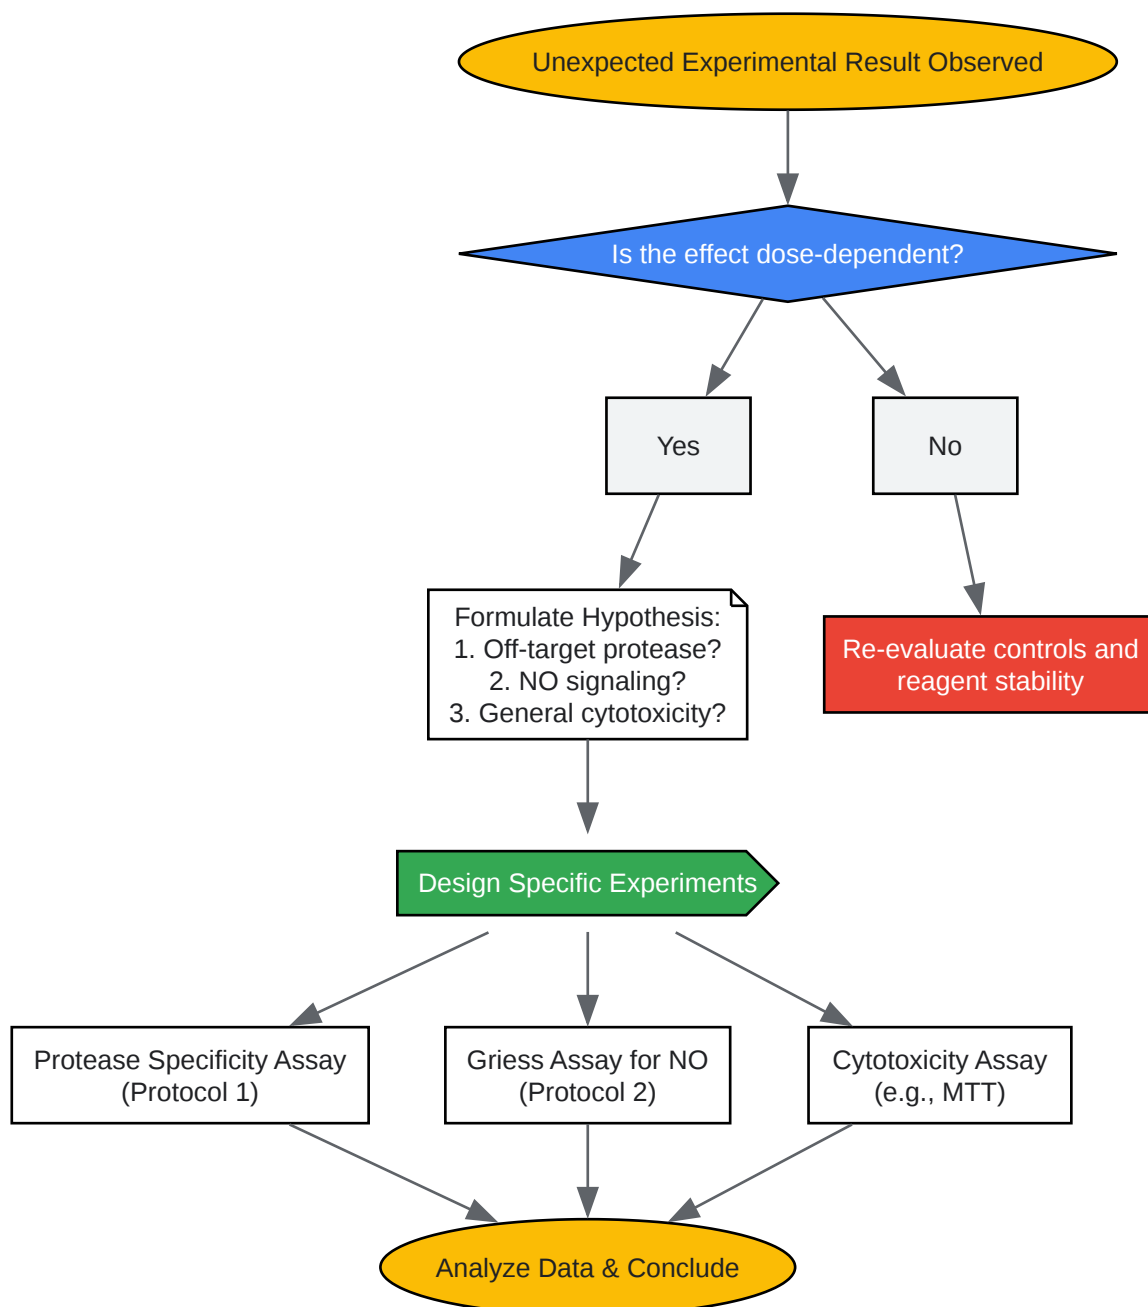 Unexpected Experimental Result Observed
Is the effect dose-dependent?
Yes
No
Formulate Hypothesis:
1. Off-target protease?
2. NO signaling?
3. General cytotoxicity?
Re-evaluate controls and
reagent stability
Design Specific Experiments
Protease Specificity Assay
(Protocol 1)
Griess Assay for NO
(Protocol 2)
Cytotoxicity Assay
(e.g., MTT)
Analyze Data & Conclude